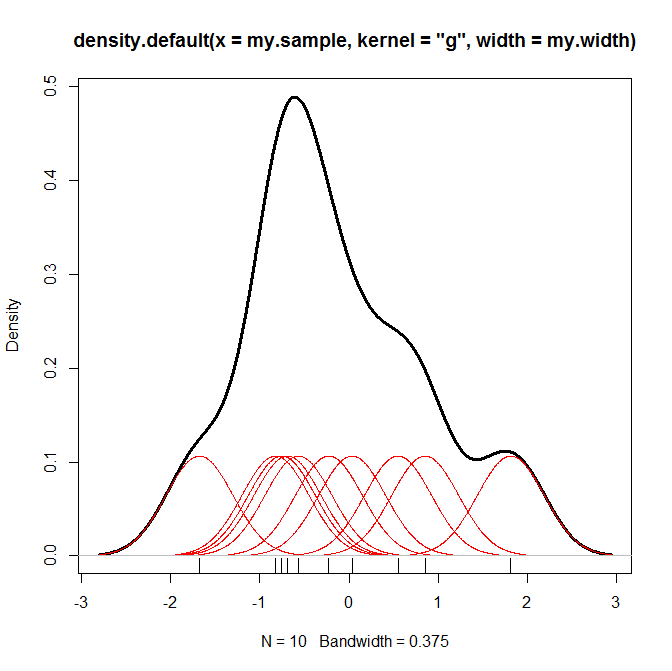 density.default(x = my.sample, kernel = "g", width = my.width)
0.5
0.4
0.3
0.2
0.1
0.0
Density
-3 -2 -1 0 1 2 3
N = 10 Bandwidth = 0.375